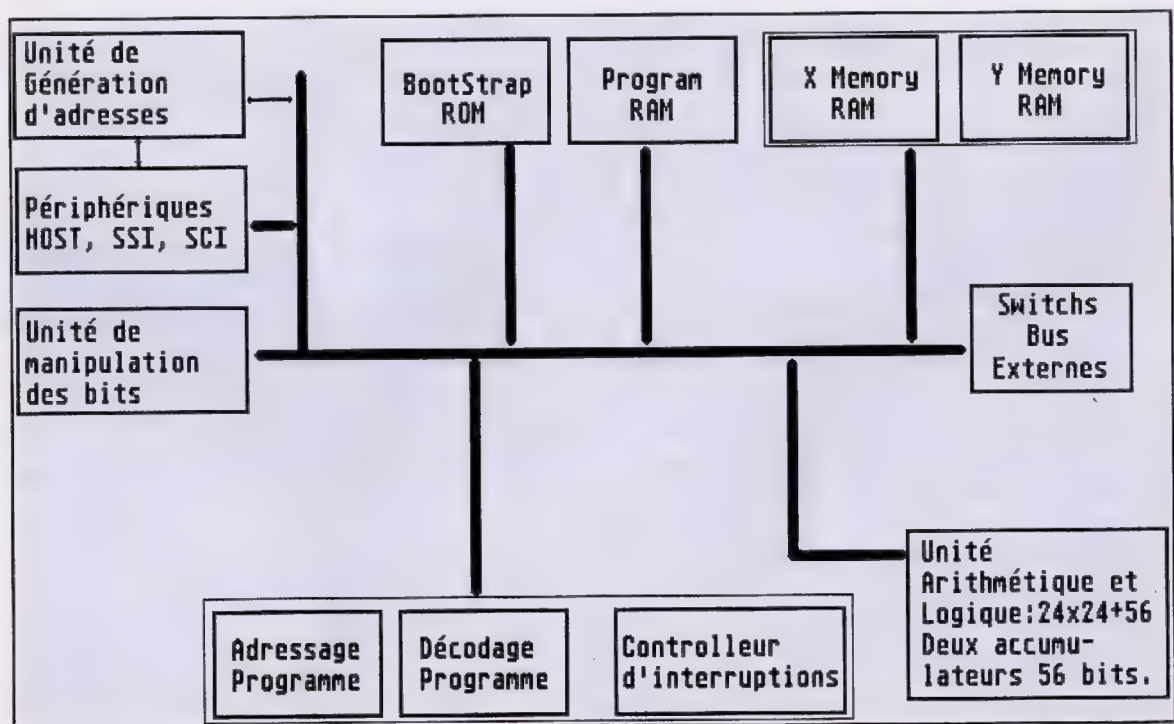 Unité de
Génération
d'adresses
BootStrap
ROM
Program
RAM
X Memory
RAM
Y Memory
RAM
Périphériques
HOST, SSI, SCI
Unité de
manipulation
des bits
Switchs
Bus
Externes
Adressage
Programme
Décodage
Programme
Controlleur
d'interruptions
Unité
Arithmétique et
Logique:24x24+56
Deux accumu-
lateurs 56 bits.